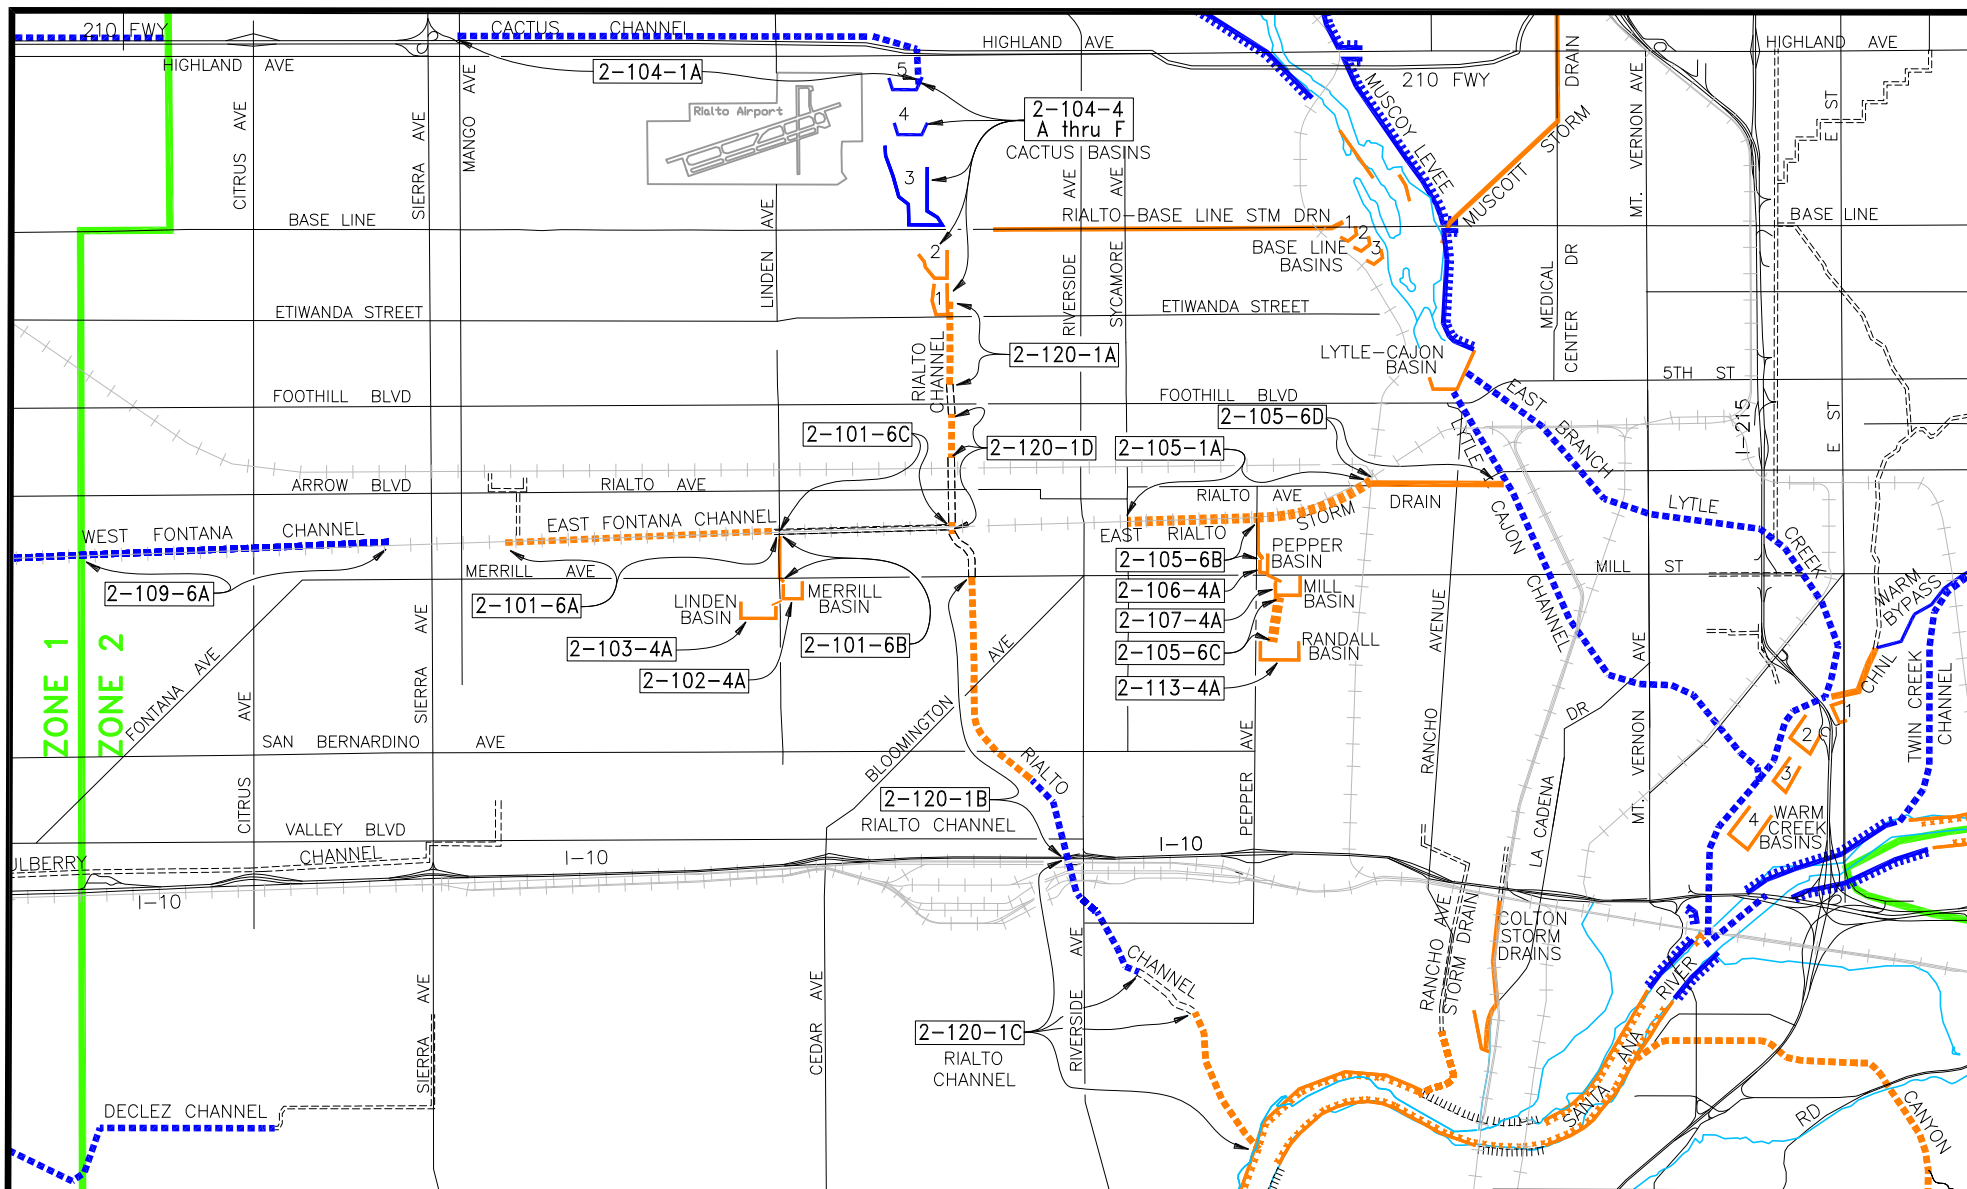 210 FWY
CACTUS CHANNEL
HIGHLAND AVE
HIGHLAND AVE
HIGHLAND AVE
210 FWY
2-104-1A
Rialto Airport
5
4
3
2
1
2-104-4
A thru F
CACTUS BASINS
CITRUS AVE
SIERRA AVE
MANGO AVE
LINDEN AVE
RIVERSIDE AVE
SYCAMORE AVE
MUSCOY LEVEE
MUSCOTT STORM DRAIN
MT. VERNON AVE
E ST
BASE LINE
RIALTO-BASE LINE STM DRN
BASE LINE
BASE LINE
BASINS
1
2
3
MEDICAL CENTER DR
ETIWANDA STREET
ETIWANDA STREET
2-120-1A
RIALTO
CHANNEL
LYTLE-CAJON
BASIN
5TH ST
FOOTHILL BLVD
FOOTHILL BLVD
2-105-6D
2-101-6C
2-120-1D
2-105-1A
EAST BRANCH LYTLE CREEK
I-215
E ST
LYTLE CAJON CHANNEL
ARROW BLVD
RIALTO AVE
RIALTO AVE
EAST RIALTO STORM DRAIN
WEST FONTANA CHANNEL
EAST FONTANA CHANNEL
MERRILL AVE
MILL ST
2-109-6A
2-101-6A
LINDEN
BASIN
MERRILL
BASIN
2-103-4A
2-102-4A
2-101-6B
2-105-6B
2-106-4A
2-107-4A
2-105-6C
2-113-4A
PEPPER
BASIN
MILL
BASIN
RANDALL
BASIN
WARM
BYPASS
CHNL
TWIN CREEK
CHANNEL
ZONE 1
ZONE 2
FONTANA AVE
CITRUS AVE
SIERRA AVE
SAN BERNARDINO AVE
BLOOMINGTON AVE
PEPPER AVE
RANCHO AVENUE
LA CADENA DR
MT. VERNON AVE
1
2
3
4
WARM
CREEK
BASINS
2-120-1B
RIALTO CHANNEL
RIALTO CHANNEL
VALLEY BLVD
ULBERRY CHANNEL
I-10
I-10
I-10
RANCHO AVE
STORM DRAIN
COLTON
STORM
DRAINS
SIERRA AVE
CEDAR AVE
RIVERSIDE AVE
2-120-1C
RIALTO
CHANNEL
DECLEZ CHANNEL
SANTA ANA RIVER
RD
CANYON